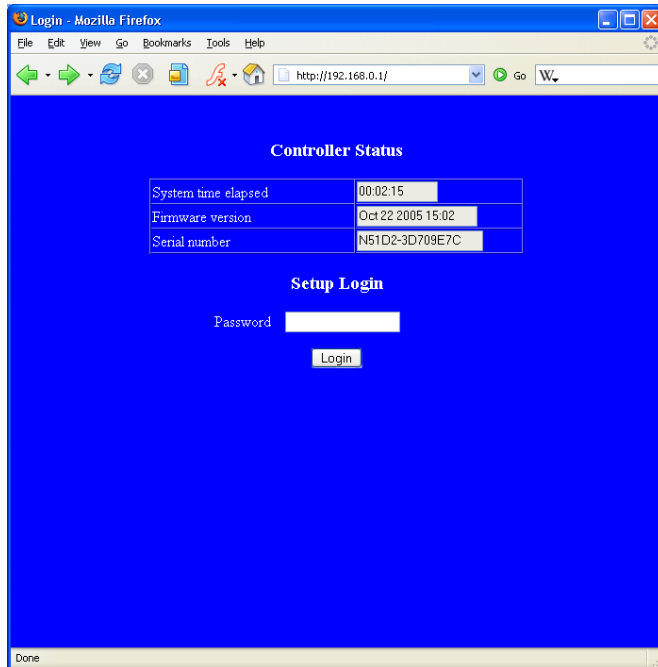 Login - Mozilla Firefox
File Edit View Go Bookmarks Tools Help
http://192.168.0.1/ Go W.
Controller Status
System time elapsed 00:02:15
Firmware version Oct 22 2005 15:02
Serial number N51D2-3D709E7C
Setup Login
Password
Login
Done